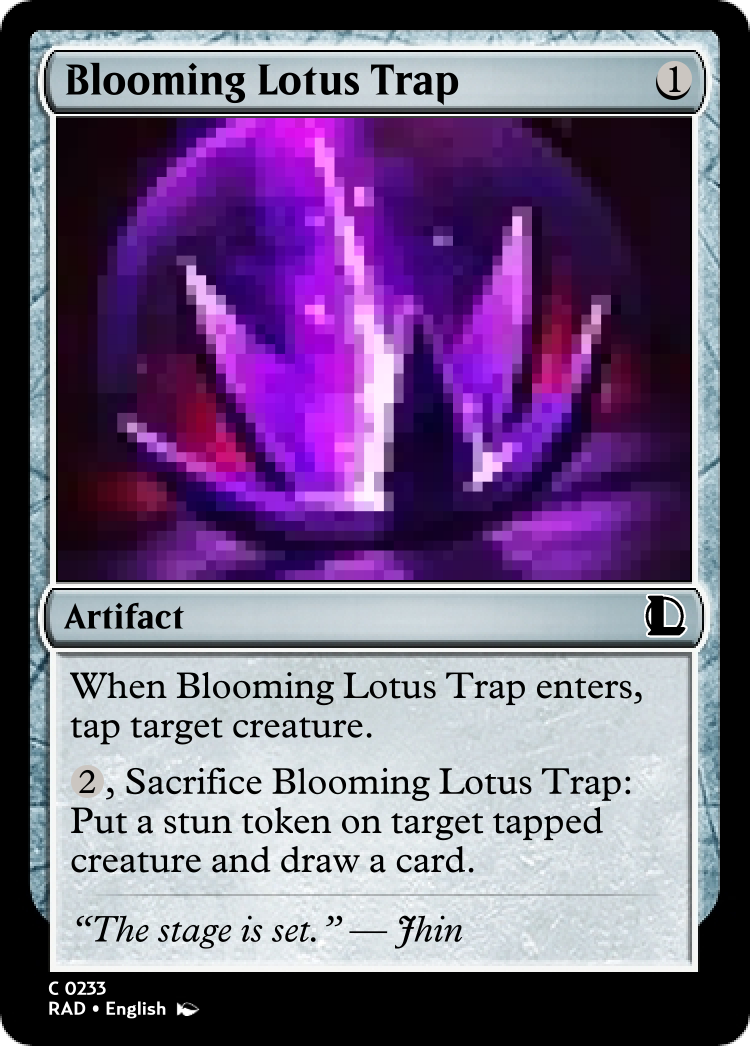 Blooming Lotus Trap 1
Artifact
When Blooming Lotus Trap enters,
tap target creature.
2, Sacrifice Blooming Lotus Trap:
Put a stun token on target tapped
creature and draw a card.
“The stage is set.” — Jhin
C 0233
RAD • English